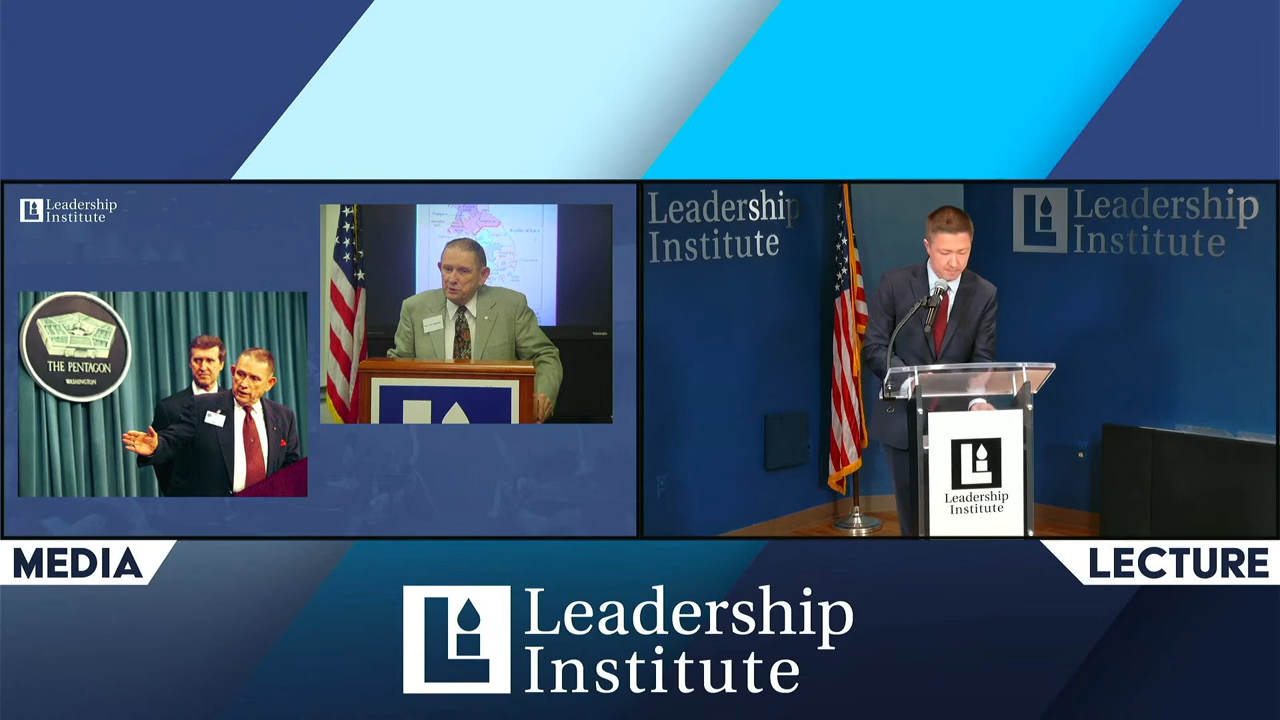 Leadership
Institute
THE PENTAGON
WASHINGTON
Leadership
Institute
Leadership
Institute
Leadership
Institute
MEDIA
LECTURE
Leadership
Institute